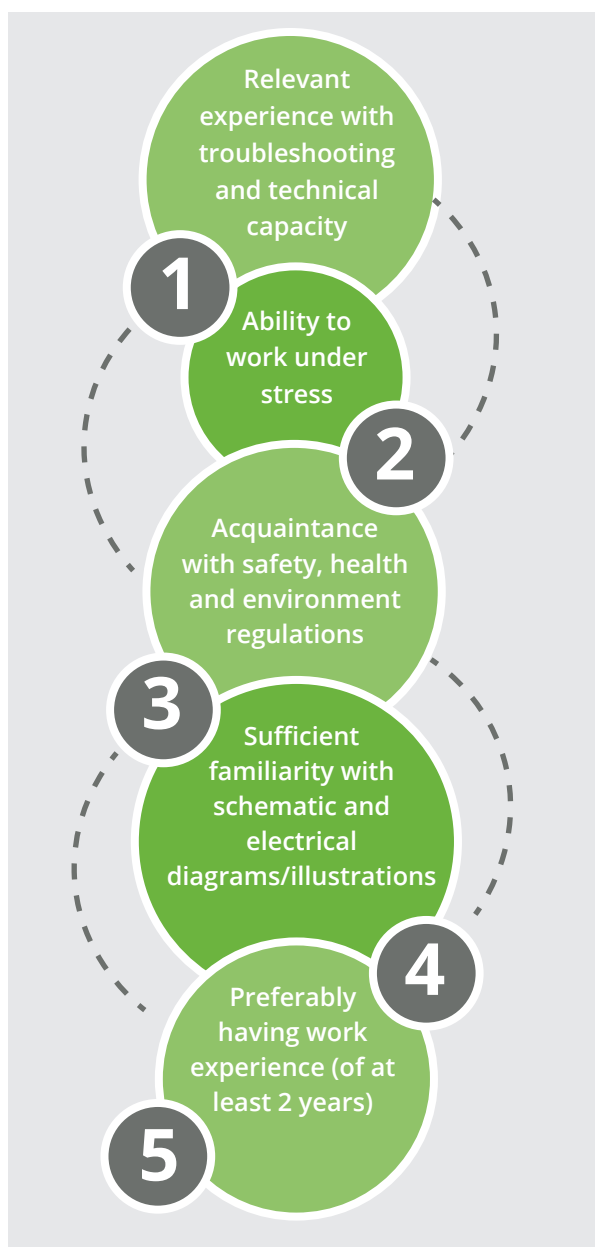 Relevant
experience with
troubleshooting
and technical
capacity
1
Ability to
work under
stress
2
Acquaintance
with safety, health
and environment
regulations
3
Sufficient
familiarity with
schematic and
electrical
diagrams/illustrations
4
Preferably
having work
experience (of at
least 2 years)
5